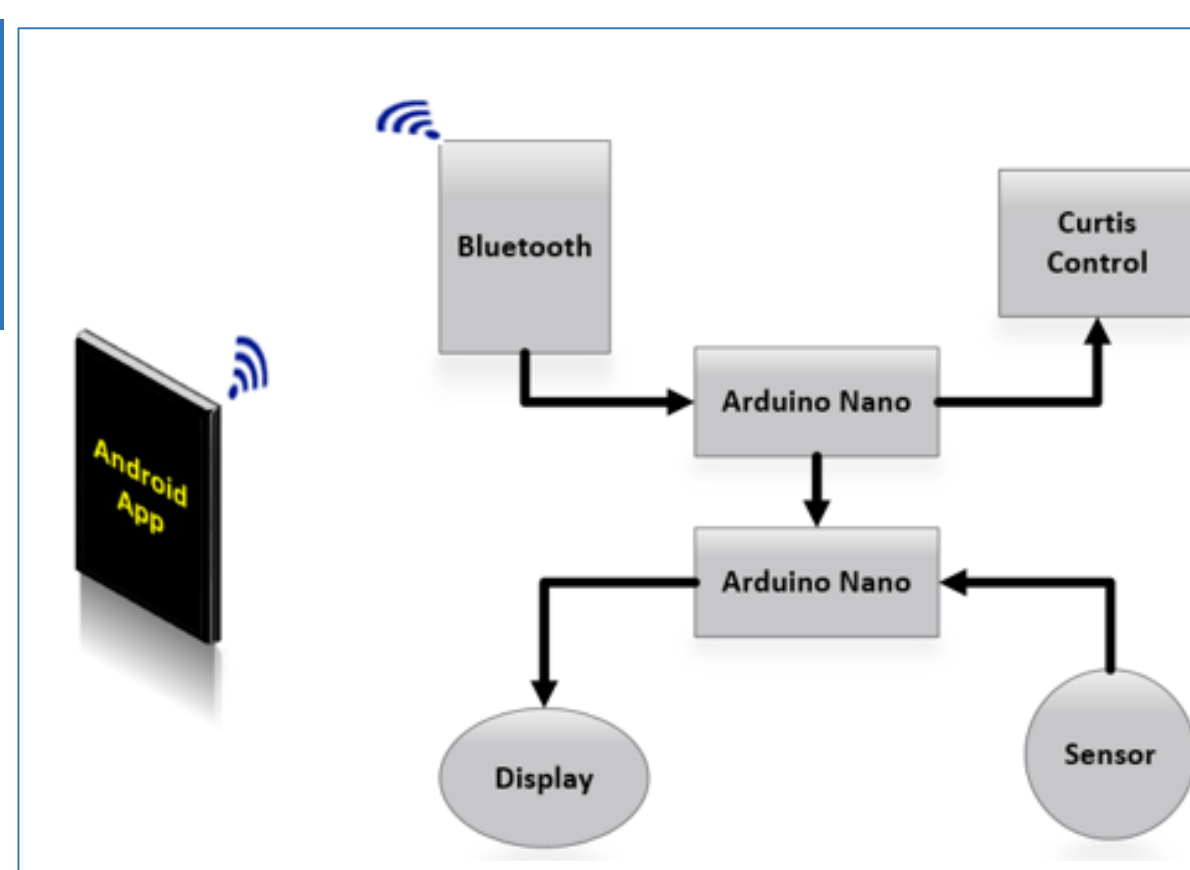 Bluetooth
Curtis
Control
Arduino Nano
Android
App
Arduino Nano
Display
Sensor